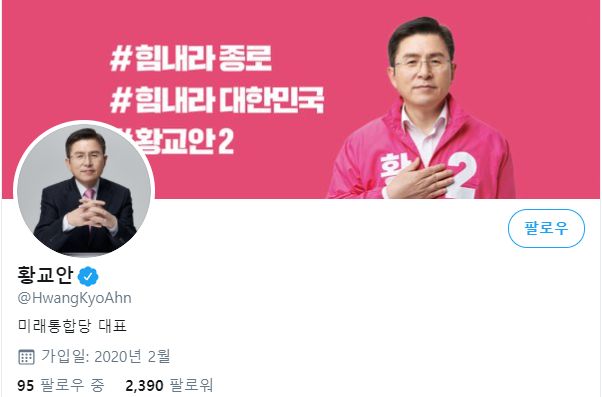 #힘내라 종로
#힘내라 대한민국
#황교안 2
황 2
팔로우
황교안
@HwangKyoAhn
미래통합당 대표
가입일: 2020년 2월
95 팔로우 중 2,390 팔로워